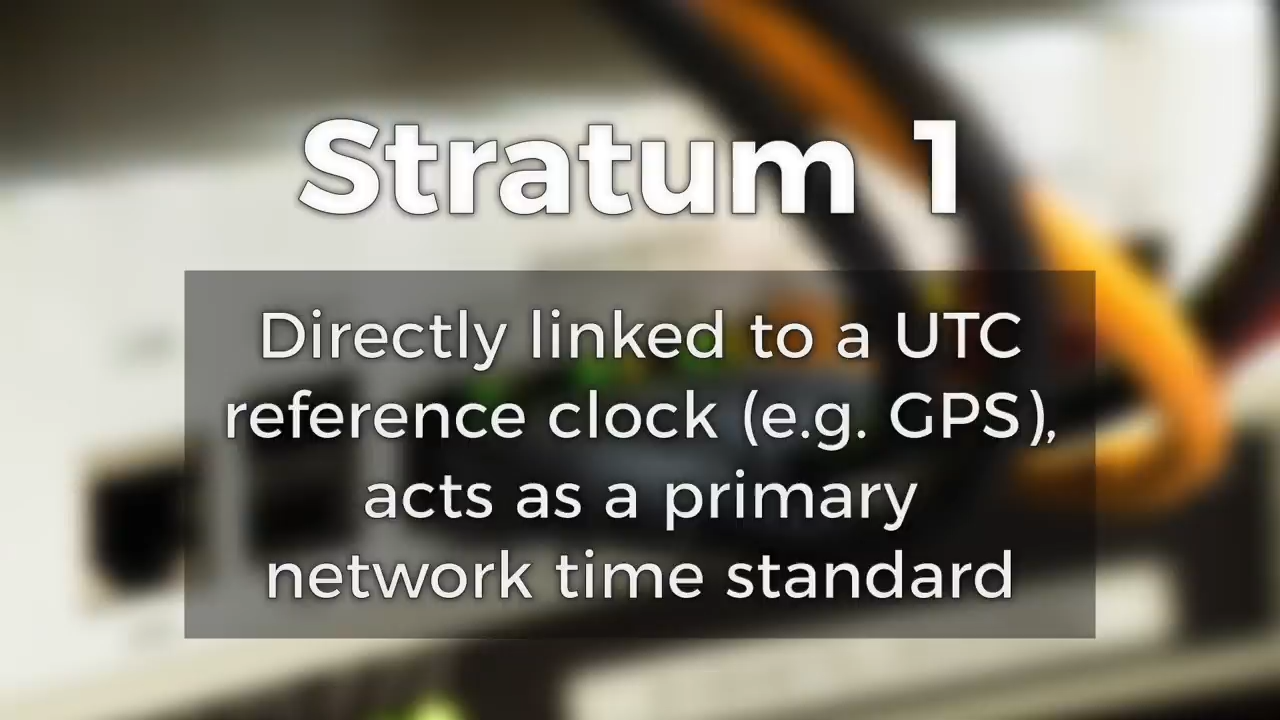 Stratum 1
Directly linked to a UTC
reference clock (e.g. GPS),
acts as a primary
network time standard